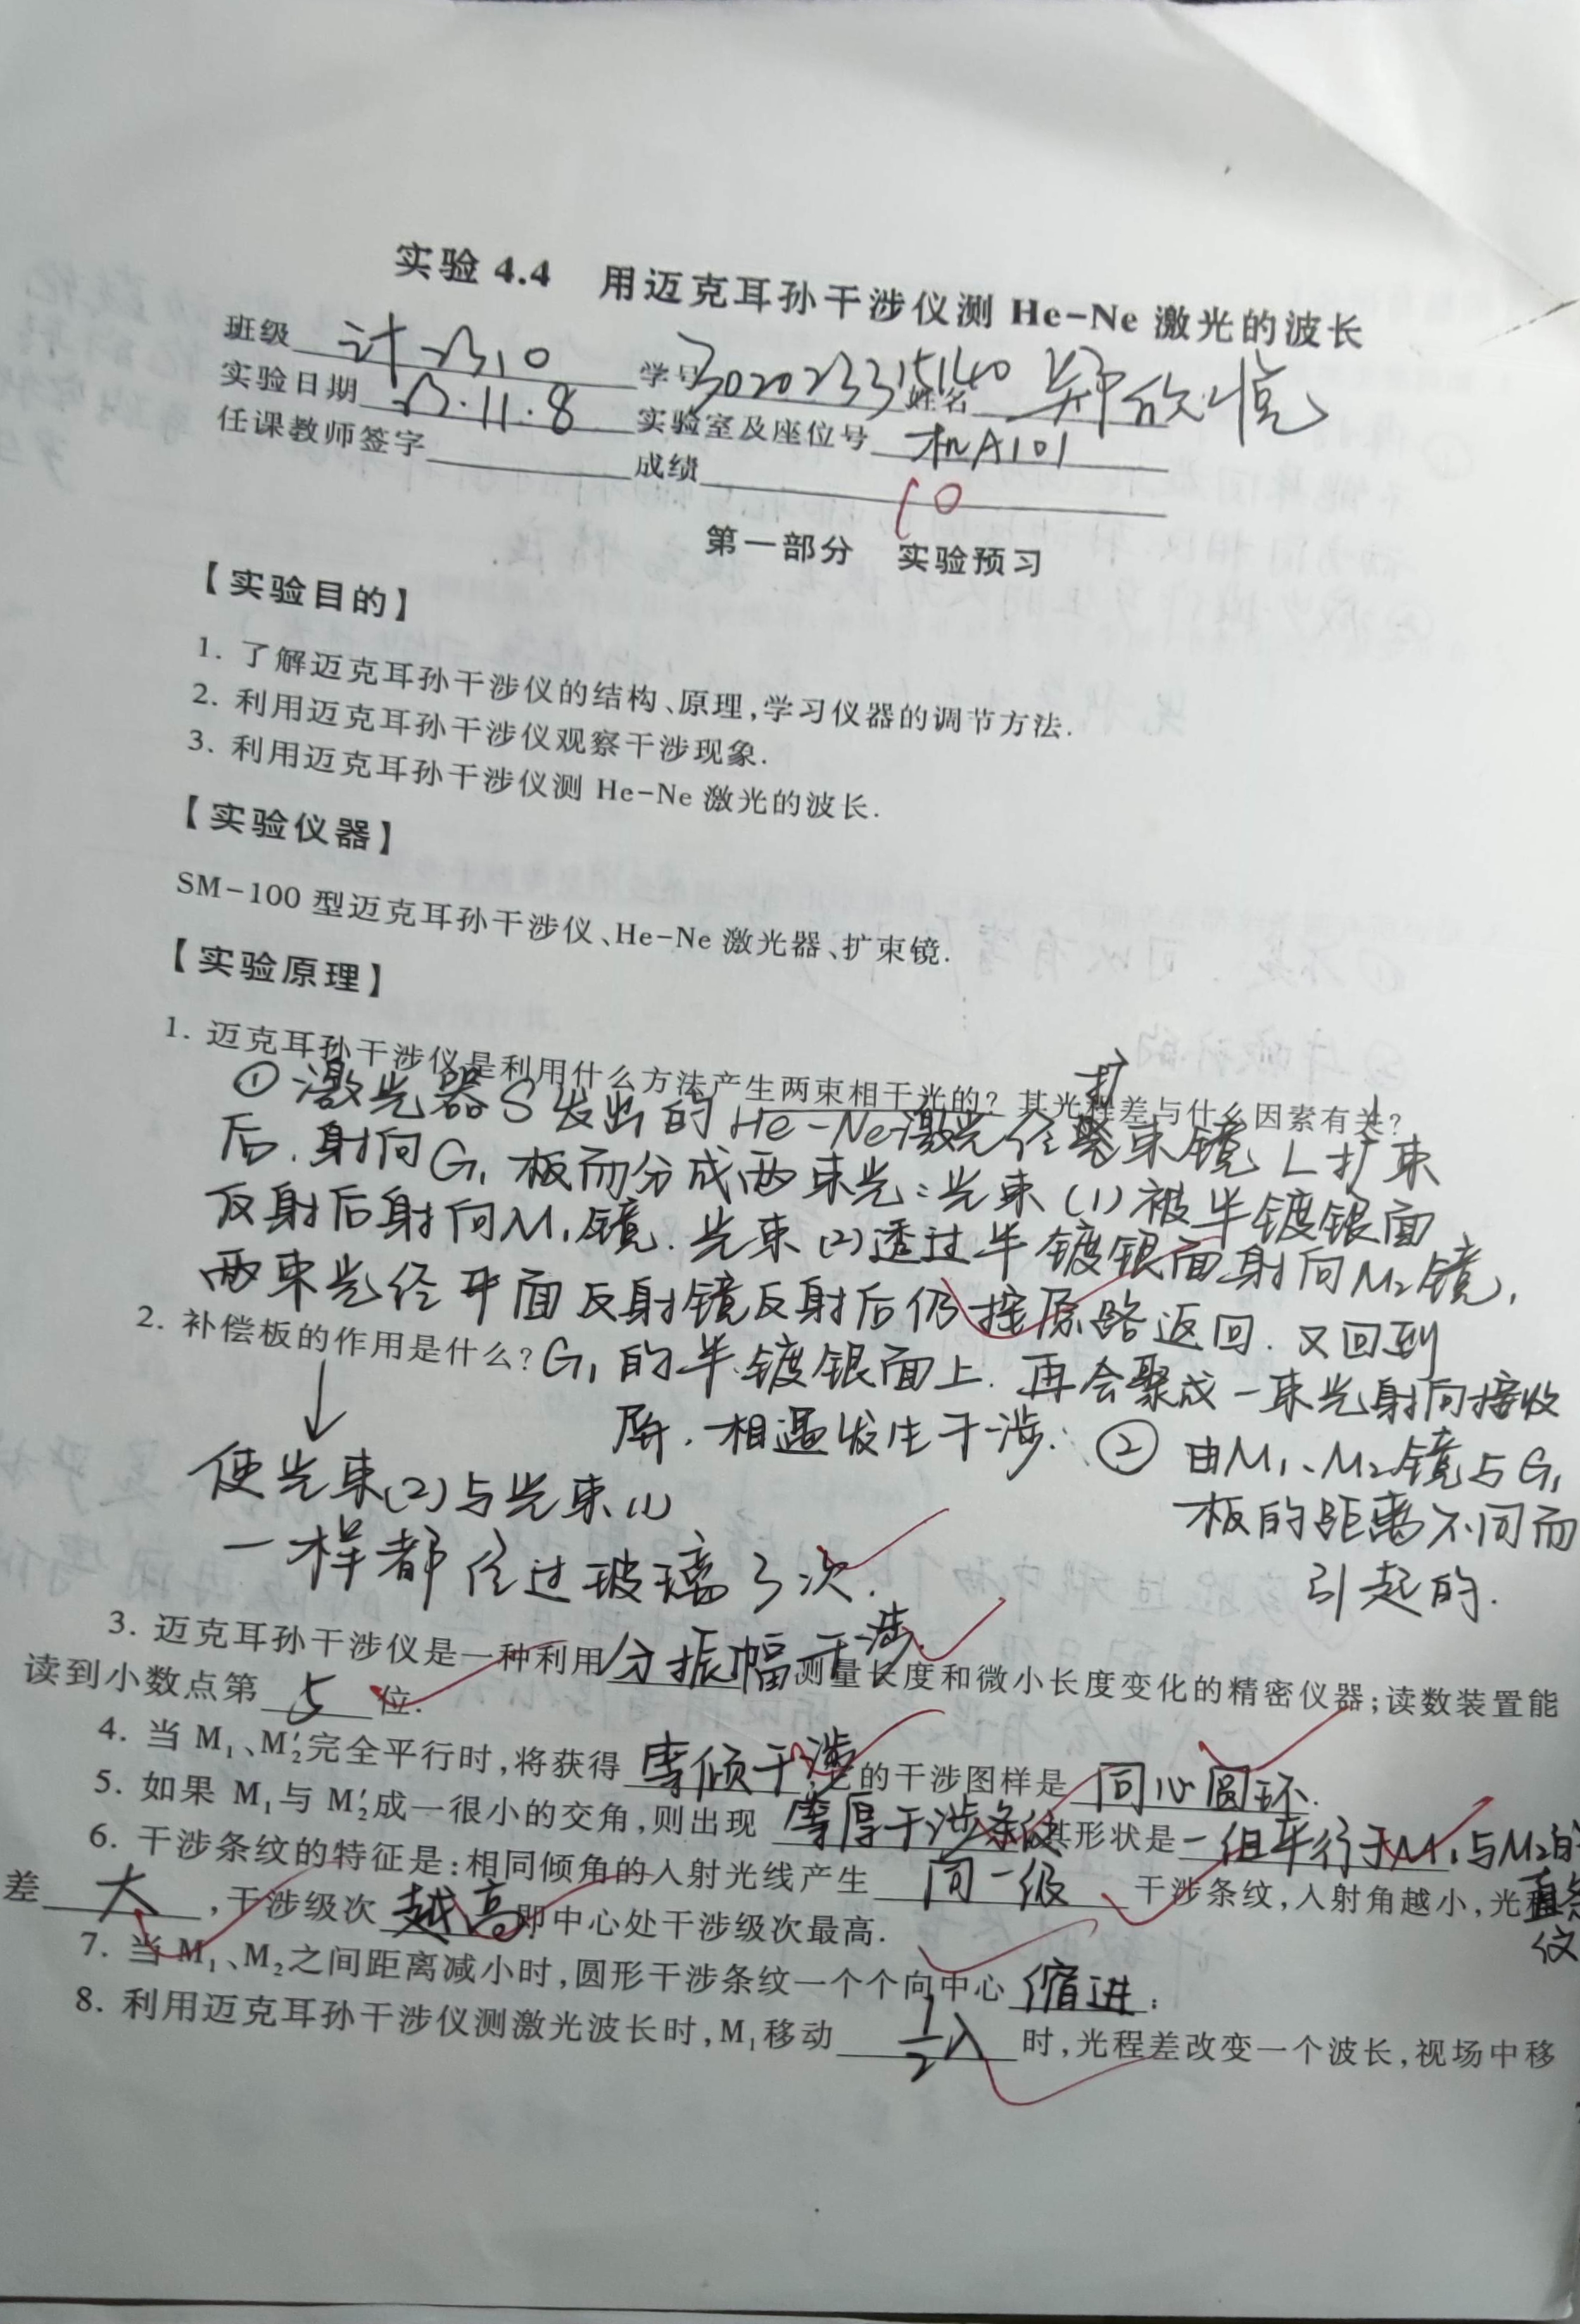 实验 4.4 用迈克耳孙干涉仪测 He-Ne 激光的波长
班级 计2310 学号 3020233315140 姓名 郑欣悦
实验日期 23.11.8 实验室及座位号 机A101
任课教师签字 成绩 10
第一部分 实验预习
【实验目的】
1. 了解迈克耳孙干涉仪的结构、原理,学习仪器的调节方法.
2. 利用迈克耳孙干涉仪观察干涉现象.
3. 利用迈克耳孙干涉仪测 He-Ne 激光的波长.
【实验仪器】
SM-100 型迈克耳孙干涉仪、He-Ne 激光器、扩束镜.
【实验原理】
1. 迈克耳孙干涉仪是利用什么方法产生两束相干光的? 其光程差与什么因素有关?
①激光器S发出的He-Ne激光经扩束镜L扩束
后.射向G₁板而分成两束光:光束(1)被半镀银面
反射后射向M₁镜.光束(2)透过半镀银面射向M₂镜,
两束光经平面反射镜反射后仍按原路返回.又回到
2. 补偿板的作用是什么? G₁的半镀银面上.再会聚成一束光射向接收
屏.相遇发生干涉. ② 由M₁、M₂镜与G₁
板的距离不同而
引起的.
↓
使光束(2)与光束(1)
一样都经过玻璃3次.
3. 迈克耳孙干涉仪是一种利用 分振幅干涉 测量长度和微小长度变化的精密仪器;读数装置能
读到小数点第 5 位.
4. 当 M₁、M₂′完全平行时,将获得 等倾干涉 的干涉图样是 同心圆环.
5. 如果 M₁与 M₂′成一很小的交角,则出现 等厚干涉条纹 其形状是 一组平行于M₁与M₂的
直条
纹
6. 干涉条纹的特征是:相同倾角的入射光线产生 同一级 干涉条纹,入射角越小,光程
差 大 ,干涉级次 越高 即中心处干涉级次最高.
7. 当 M₁、M₂之间距离减小时,圆形干涉条纹一个个向中心 缩进 ;
8. 利用迈克耳孙干涉仪测激光波长时,M₁移动 ½λ 时,光程差改变一个波长,视场中移